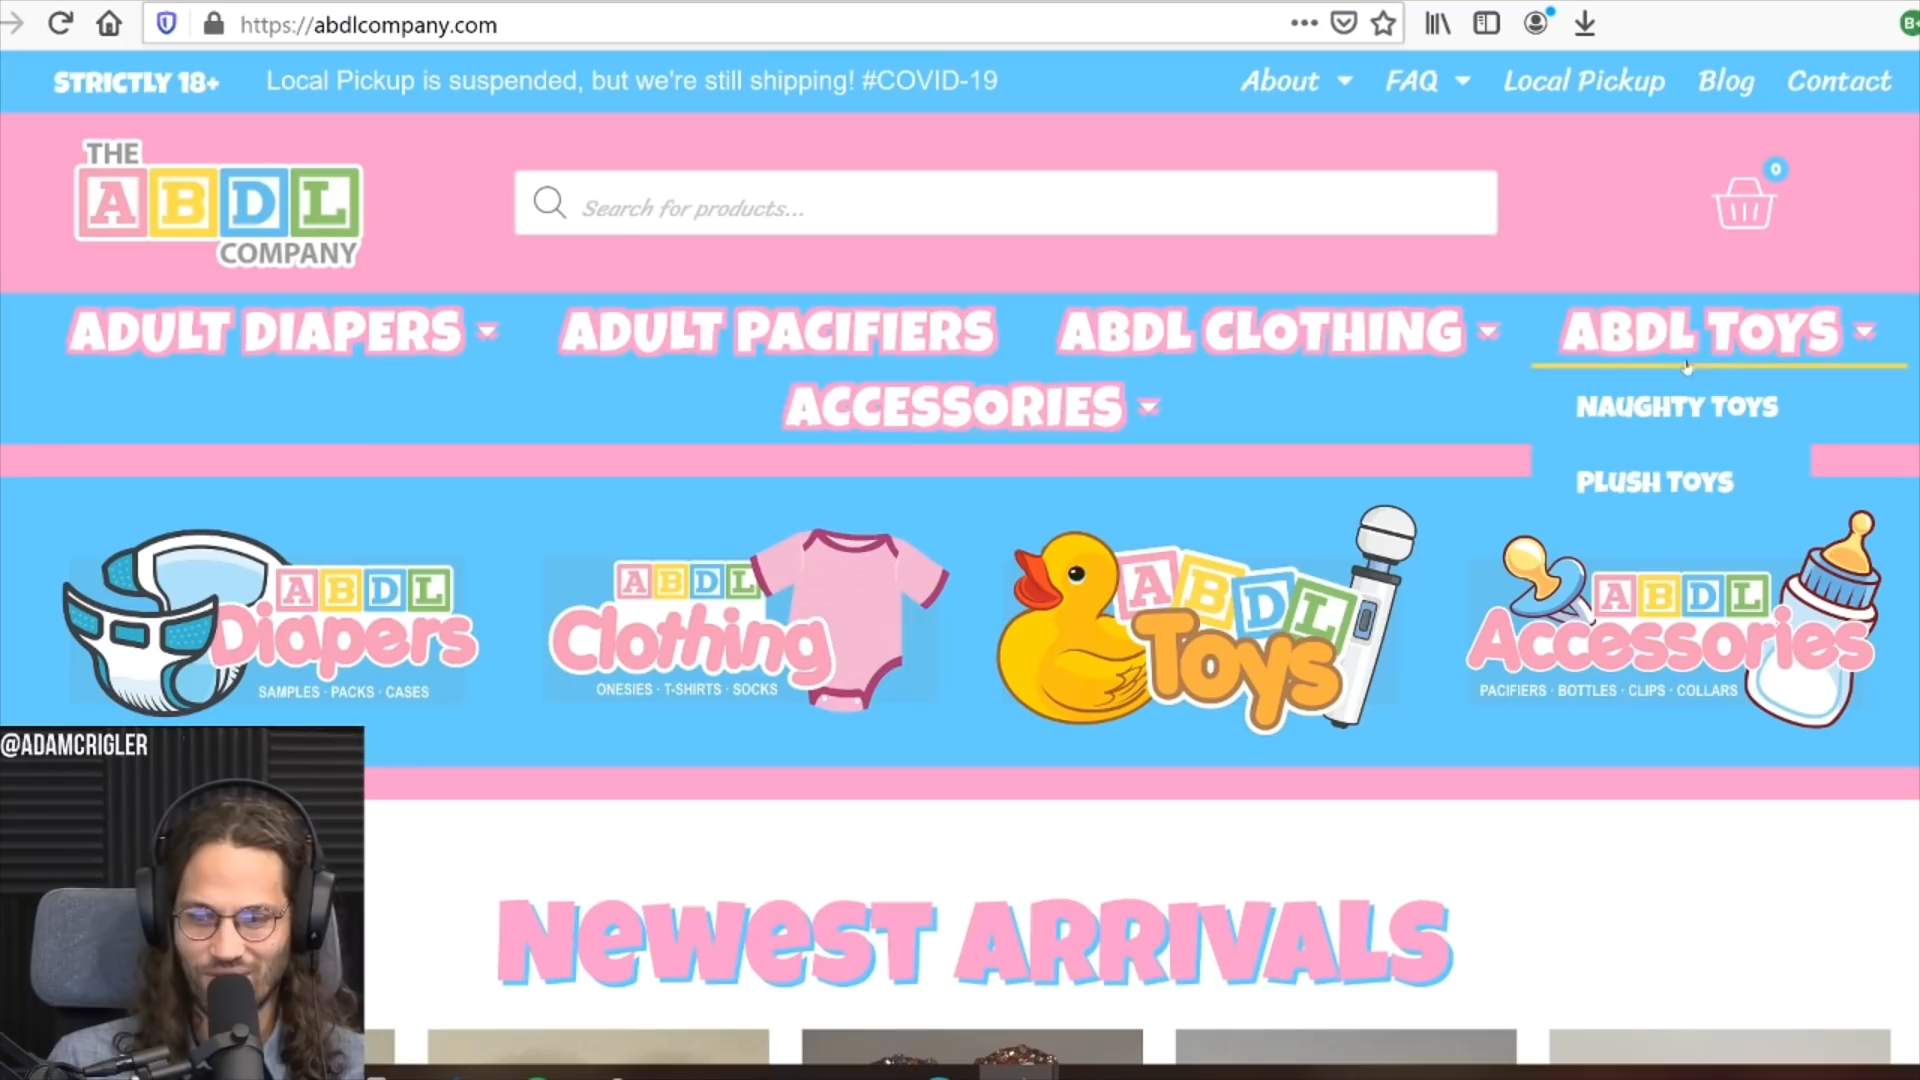 https://abdlcompany.com
B+
STRICTLY 18+
Local Pickup is suspended, but we're still shipping! #COVID-19
About
FAQ
Local Pickup
Blog
Contact
THE
ABDL
COMPANY
Search for products...
0
ADULT DIAPERS
ADULT PACIFIERS
ABDL CLOTHING
ABDL TOYS
ACCESSORIES
NAUGHTY TOYS
PLUSH TOYS
ABDL
Diapers
SAMPLES · PACKS · CASES
ABDL
Clothing
ONESIES · T-SHIRTS · SOCKS
ABDL
Toys
ABDL
Accessories
PACIFIERS · BOTTLES · CLIPS · COLLARS
@ADAMCRIGLER
NEWEST ARRIVALS